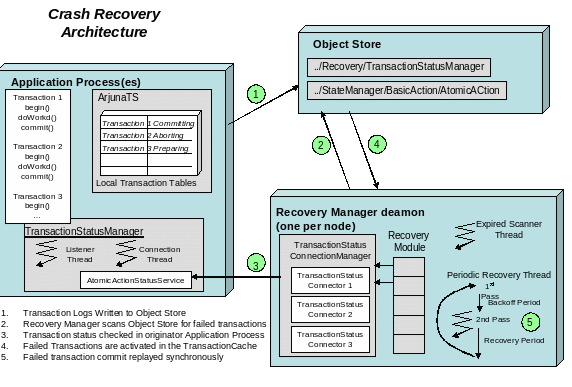 Crash Recovery
Architecture
Object Store
../Recovery/TransactionStatusManager
../StateManager/BasicAction/AtomicACtion
Application Process(es)
Transaction 1
begin()
doWorkd()
commit()
Transaction 2
begin()
doWorkd()
commit()
Transaction 3
begin()
...
ArjunaTS
Transaction 1 Committing
Transaction 2 Aborting
Transaction 3 Preparing
Local Transaction Tables
1
2
4
TransactionStatusManager
Listener
Thread
Connection
Thread
AtomicActionStatusService
3
Recovery Manager deamon
(one per node)
TransactionStatus
ConnectionManager
TransactionStatus
Connector 1
TransactionStatus
Connector 2
TransactionStatus
Connector 3
Recovery
Module
Expired Scanner
Thread
Periodic Recovery Thread
1st
Pass
Backoff Period
2nd Pass
5
Recovery Period
1. Transaction Logs Written to Object Store
2. Recovery Manager scans Object Store for failed transactions
3. Transaction status checked in originator Application Process
4. Failed Transactions are activated in the TransactionCache
5. Failed transaction commit replayed synchronously